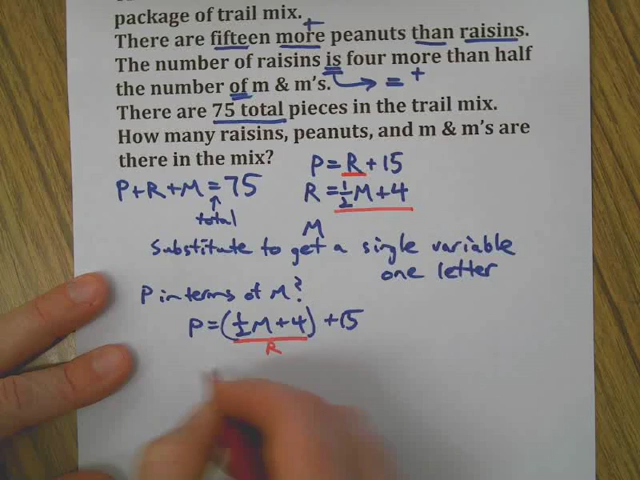 package of trail mix.
+
There are fifteen more peanuts than raisins.
The number of raisins is four more than half
the number of m & m's. → = +
There are 75 total pieces in the trail mix.
How many raisins, peanuts, and m & m's are
there in the mix?
P = R + 15
P + R + M = 75
R = 1/2 M + 4
↑
total
M
Substitute to get a single variable
one letter
P in terms of M?
P = (1/2 M + 4) + 15
R